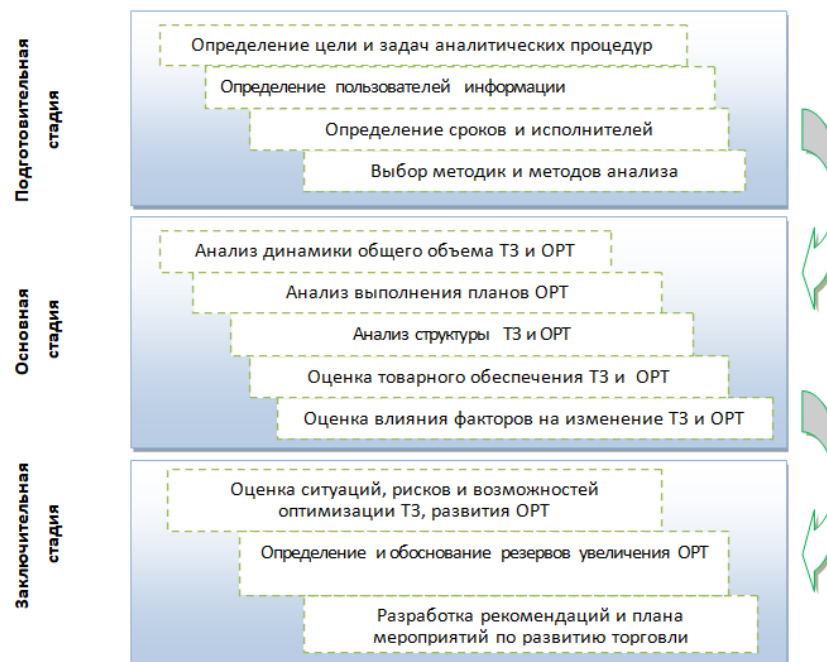 Подготовительная
стадия
Определение цели и задач аналитических процедур
Определение пользователей информации
Определение сроков и исполнителей
Выбор методик и методов анализа
Основная
стадия
Анализ динамики общего объема ТЗ и ОРТ
Анализ выполнения планов ОРТ
Анализ структуры ТЗ и ОРТ
Оценка товарного обеспечения ТЗ и ОРТ
Оценка влияния факторов на изменение ТЗ и ОРТ
Заключительная
стадия
Оценка ситуаций, рисков и возможностей
оптимизации ТЗ, развития ОРТ
Определение и обоснование резервов увеличения ОРТ
Разработка рекомендаций и плана
мероприятий по развитию торговли